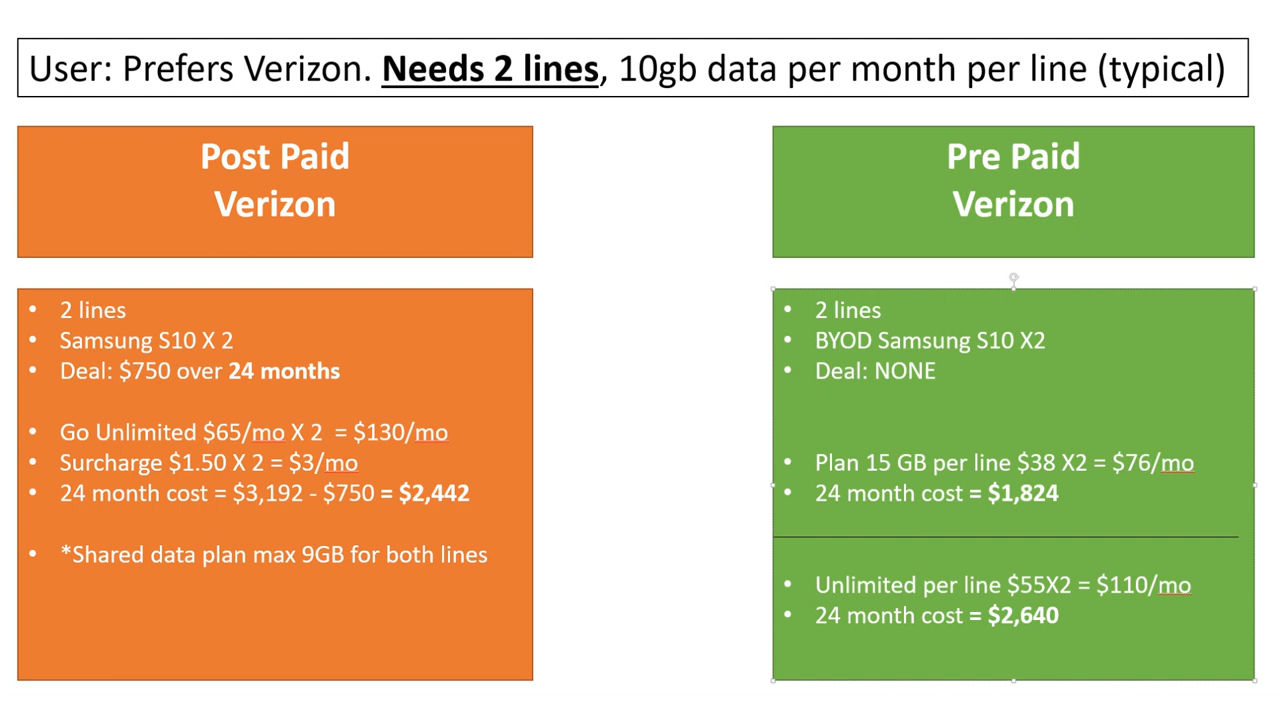 User: Prefers Verizon. Needs 2 lines, 10gb data per month per line (typical)
Post Paid
Verizon
• 2 lines
• Samsung S10 X 2
• Deal: $750 over 24 months
• Go Unlimited $65/mo X 2 = $130/mo
• Surcharge $1.50 X 2 = $3/mo
• 24 month cost = $3,192 - $750 = $2,442
• *Shared data plan max 9GB for both lines
Pre Paid
Verizon
• 2 lines
• BYOD Samsung S10 X2
• Deal: NONE
• Plan 15 GB per line $38 X2 = $76/mo
• 24 month cost = $1,824
• Unlimited per line $55X2 = $110/mo
• 24 month cost = $2,640